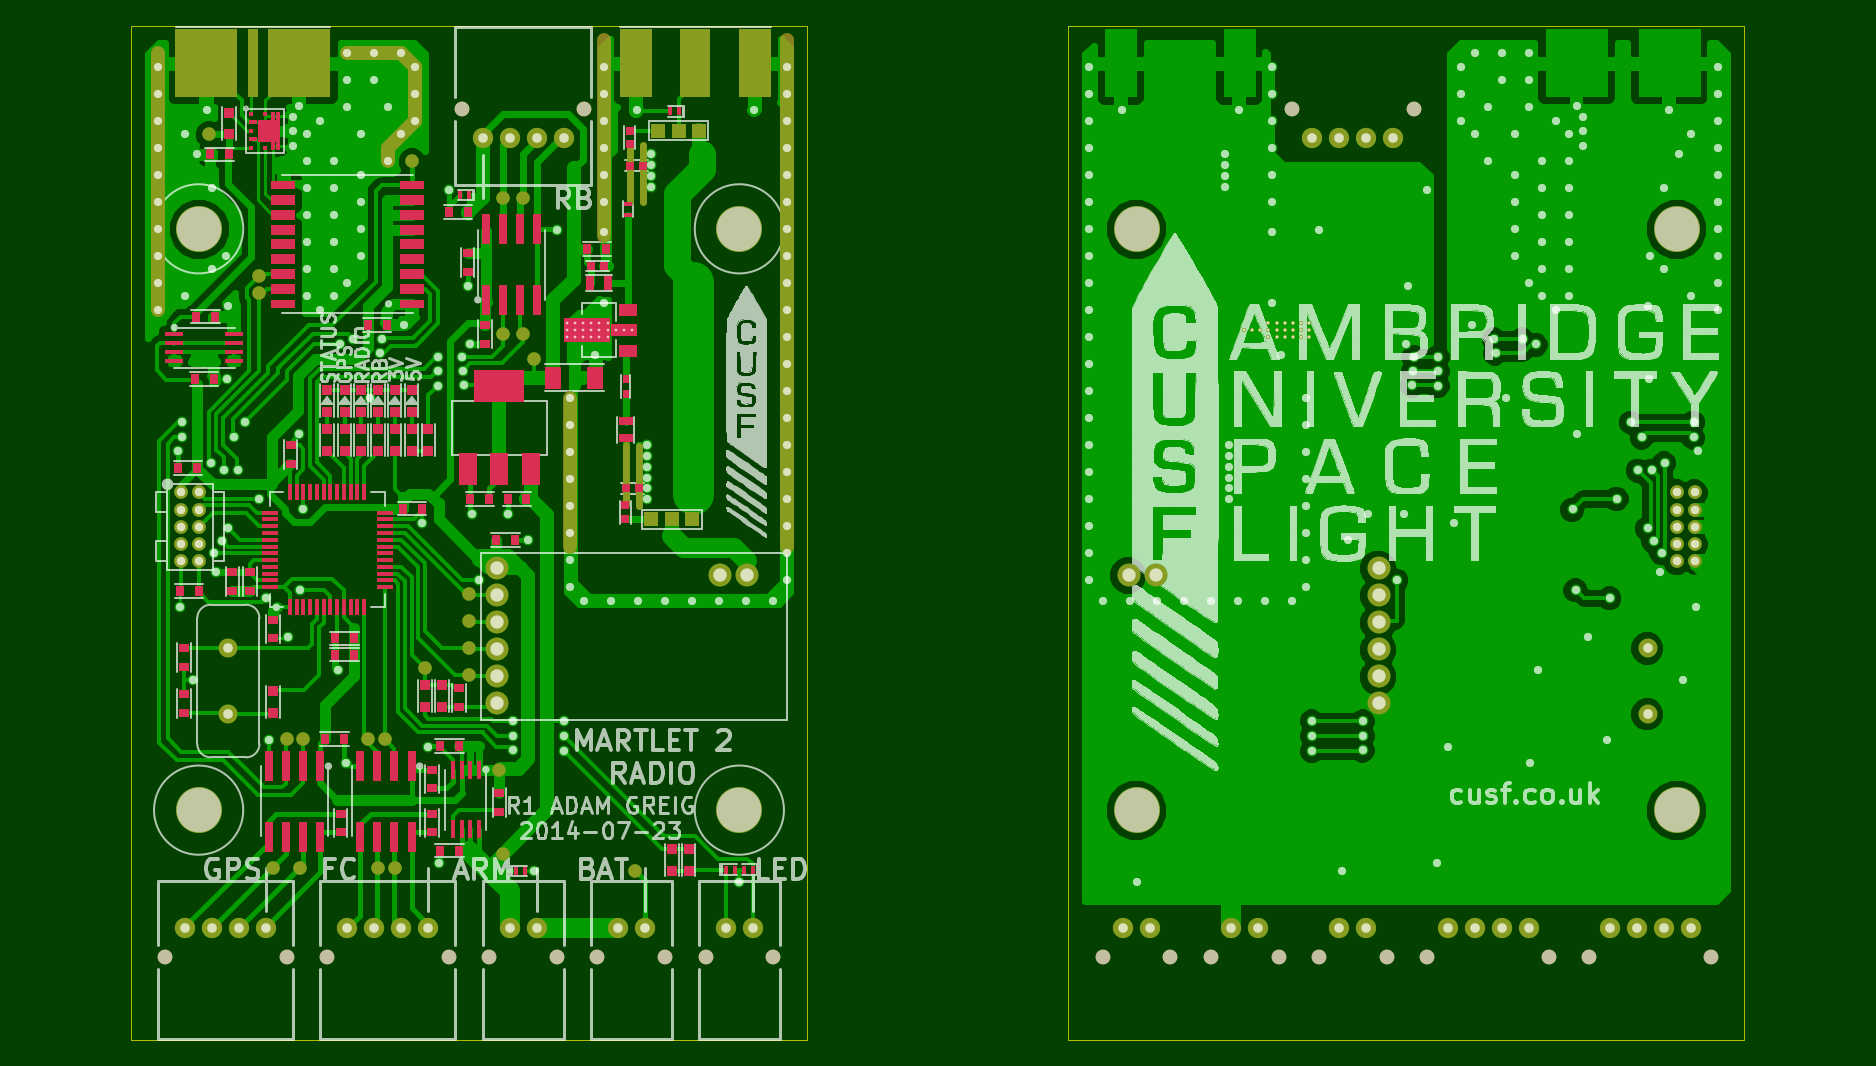 RB
STATUS
GPS
RADIO
RB
3V
5V
CUSF
MARTLET 2
RADIO
R1 ADAM GREIG
2014-07-23
GPS FC ARM BAT LED
CUSF
CAMBRIDGE
UNIVERSITY
SPACE
FLIGHT
cusf.co.uk